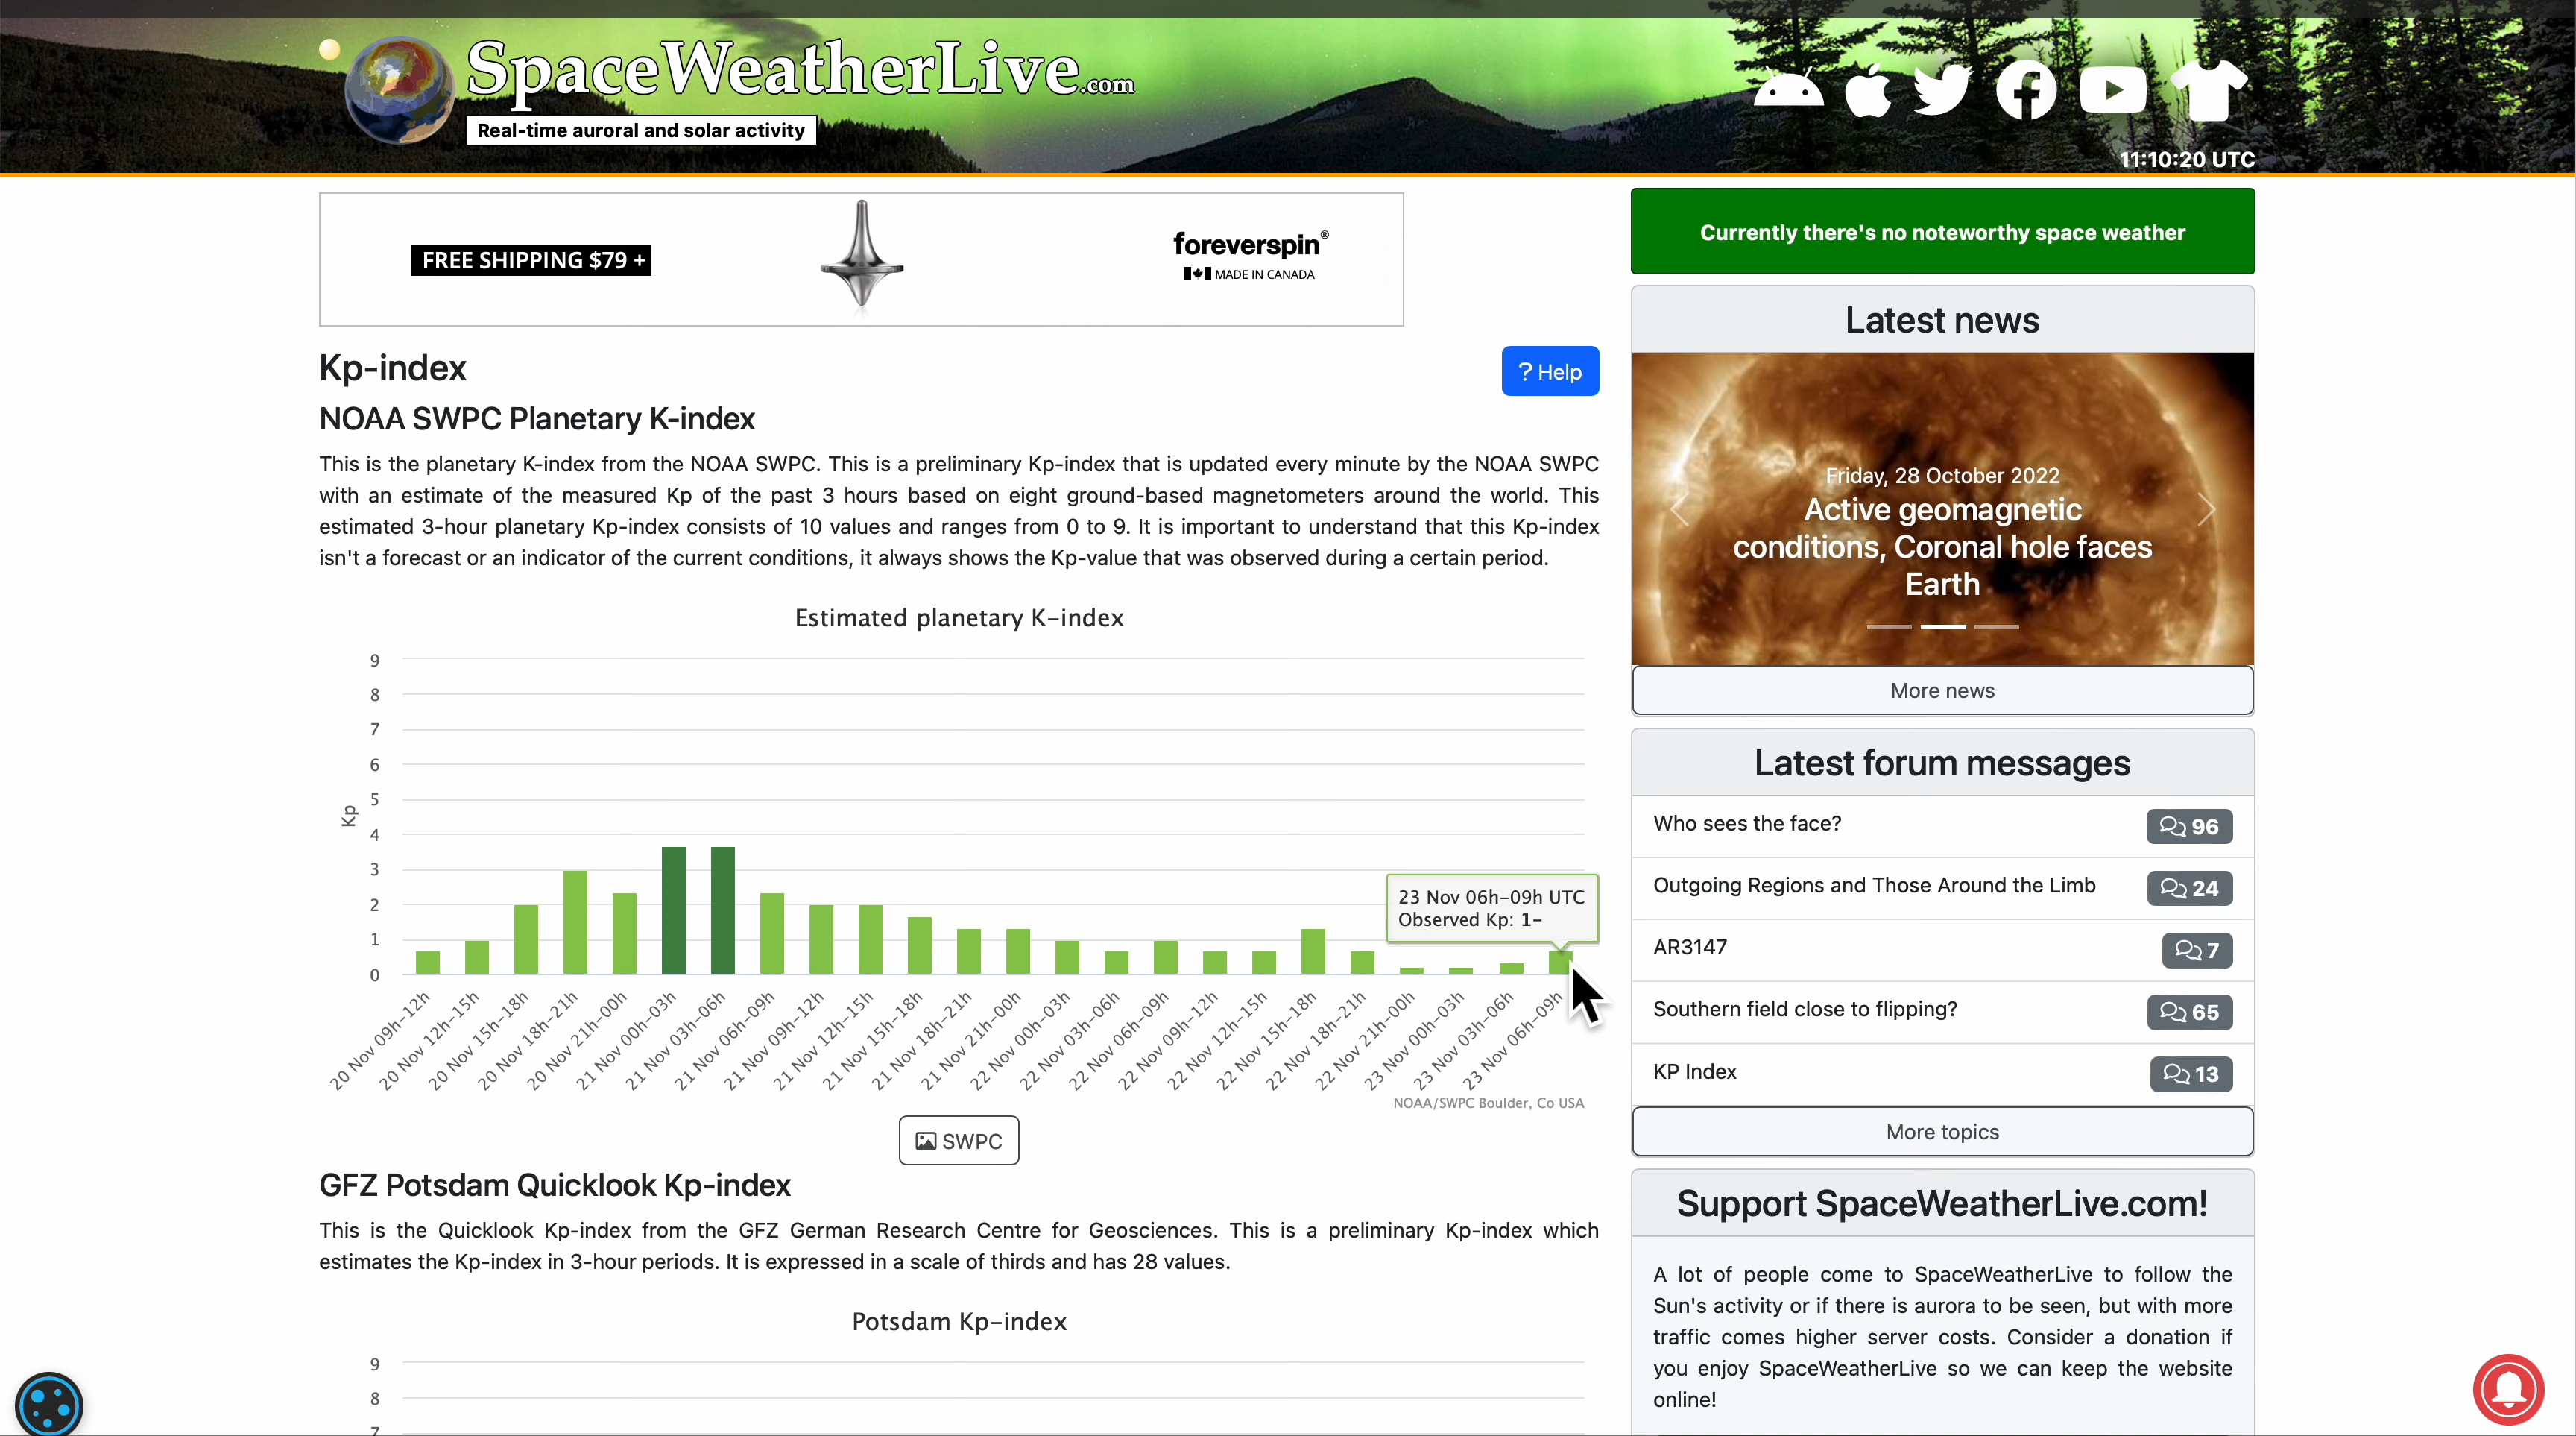 SpaceWeatherLive.com
Real-time auroral and solar activity
11:10:20 UTC
FREE SHIPPING $79 +
foreverspin®
MADE IN CANADA
Kp-index
? Help
NOAA SWPC Planetary K-index
This is the planetary K-index from the NOAA SWPC. This is a preliminary Kp-index that is updated every minute by the NOAA SWPC
with an estimate of the measured Kp of the past 3 hours based on eight ground-based magnetometers around the world. This
estimated 3-hour planetary Kp-index consists of 10 values and ranges from 0 to 9. It is important to understand that this Kp-index
isn't a forecast or an indicator of the current conditions, it always shows the Kp-value that was observed during a certain period.
Estimated planetary K-index
9
8
7
6
5
4
3
2
1
0
Kp
23 Nov 06h-09h UTC
Observed Kp: 1-
20 Nov 09h-12h
20 Nov 12h-15h
20 Nov 15h-18h
20 Nov 18h-21h
20 Nov 21h-00h
21 Nov 00h-03h
21 Nov 03h-06h
21 Nov 06h-09h
21 Nov 09h-12h
21 Nov 12h-15h
21 Nov 15h-18h
21 Nov 18h-21h
21 Nov 21h-00h
22 Nov 00h-03h
22 Nov 03h-06h
22 Nov 06h-09h
22 Nov 09h-12h
22 Nov 12h-15h
22 Nov 15h-18h
22 Nov 18h-21h
22 Nov 21h-00h
23 Nov 00h-03h
23 Nov 03h-06h
23 Nov 06h-09h
NOAA/SWPC Boulder, Co USA
SWPC
GFZ Potsdam Quicklook Kp-index
This is the Quicklook Kp-index from the GFZ German Research Centre for Geosciences. This is a preliminary Kp-index which
estimates the Kp-index in 3-hour periods. It is expressed in a scale of thirds and has 28 values.
Potsdam Kp-index
9
8
7
Currently there's no noteworthy space weather
Latest news
Friday, 28 October 2022
Active geomagnetic
conditions, Coronal hole faces
Earth
More news
Latest forum messages
Who sees the face? 96
Outgoing Regions and Those Around the Limb 24
AR3147 7
Southern field close to flipping? 65
KP Index 13
More topics
Support SpaceWeatherLive.com!
A lot of people come to SpaceWeatherLive to follow the
Sun's activity or if there is aurora to be seen, but with more
traffic comes higher server costs. Consider a donation if
you enjoy SpaceWeatherLive so we can keep the website
online!